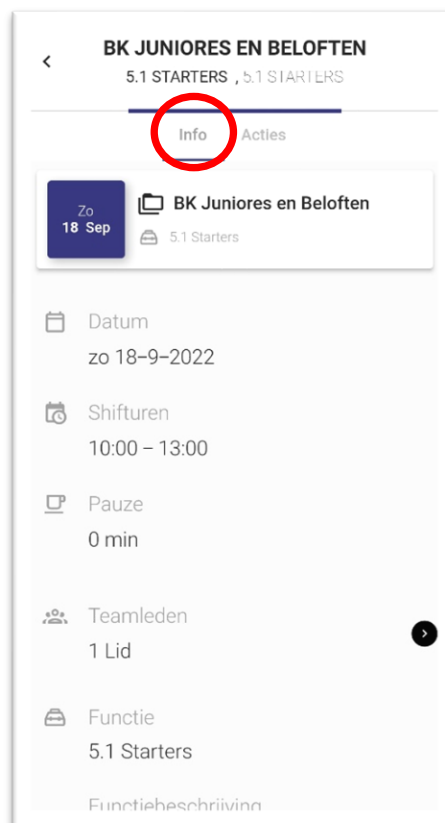 BK JUNIORES EN BELOFTEN
5.1 STARTERS , 5.1 STARTERS
Info Acties
Zo
18 Sep
BK Juniores en Beloften
5.1 Starters
Datum
zo 18-9-2022
Shifturen
10:00 – 13:00
Pauze
0 min
Teamleden
1 Lid
Functie
5.1 Starters
Functiebeschrijving